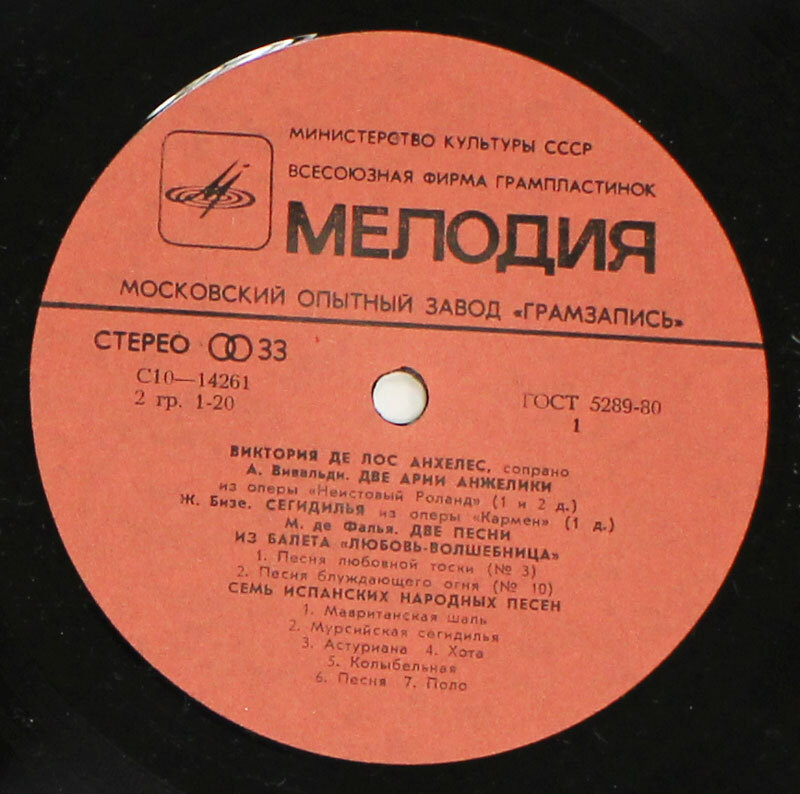 МИНИСТЕРСТВО КУЛЬТУРЫ СССР
ВСЕСОЮЗНАЯ ФИРМА ГРАМПЛАСТИНОК
МЕЛОДИЯ
МОСКОВСКИЙ ОПЫТНЫЙ ЗАВОД «ГРАМЗАПИСЬ»
СТЕРЕО 33
С10—14261
2 гр. 1-20
ГОСТ 5289-80
1
ВИКТОРИЯ ДЕ ЛОС АНХЕЛЕС, сопрано
А. Вивальди. ДВЕ АРИИ АНЖЕЛИКИ
из оперы «Неистовый Роланд» (1 и 2 д.)
Ж. Бизе. СЕГИДИЛЬЯ из оперы «Кармен» (1 д.)
М. де Фалья. ДВЕ ПЕСНИ
ИЗ БАЛЕТА «ЛЮБОВЬ-ВОЛШЕБНИЦА»
1. Песня любовной тоски (№ 3)
2. Песня блуждающего огня (№ 10)
СЕМЬ ИСПАНСКИХ НАРОДНЫХ ПЕСЕН
1. Мавританская шаль
2. Мурсийская сегидилья
3. Астуриана 4. Хота
5. Колыбельная
6. Песня 7. Поло